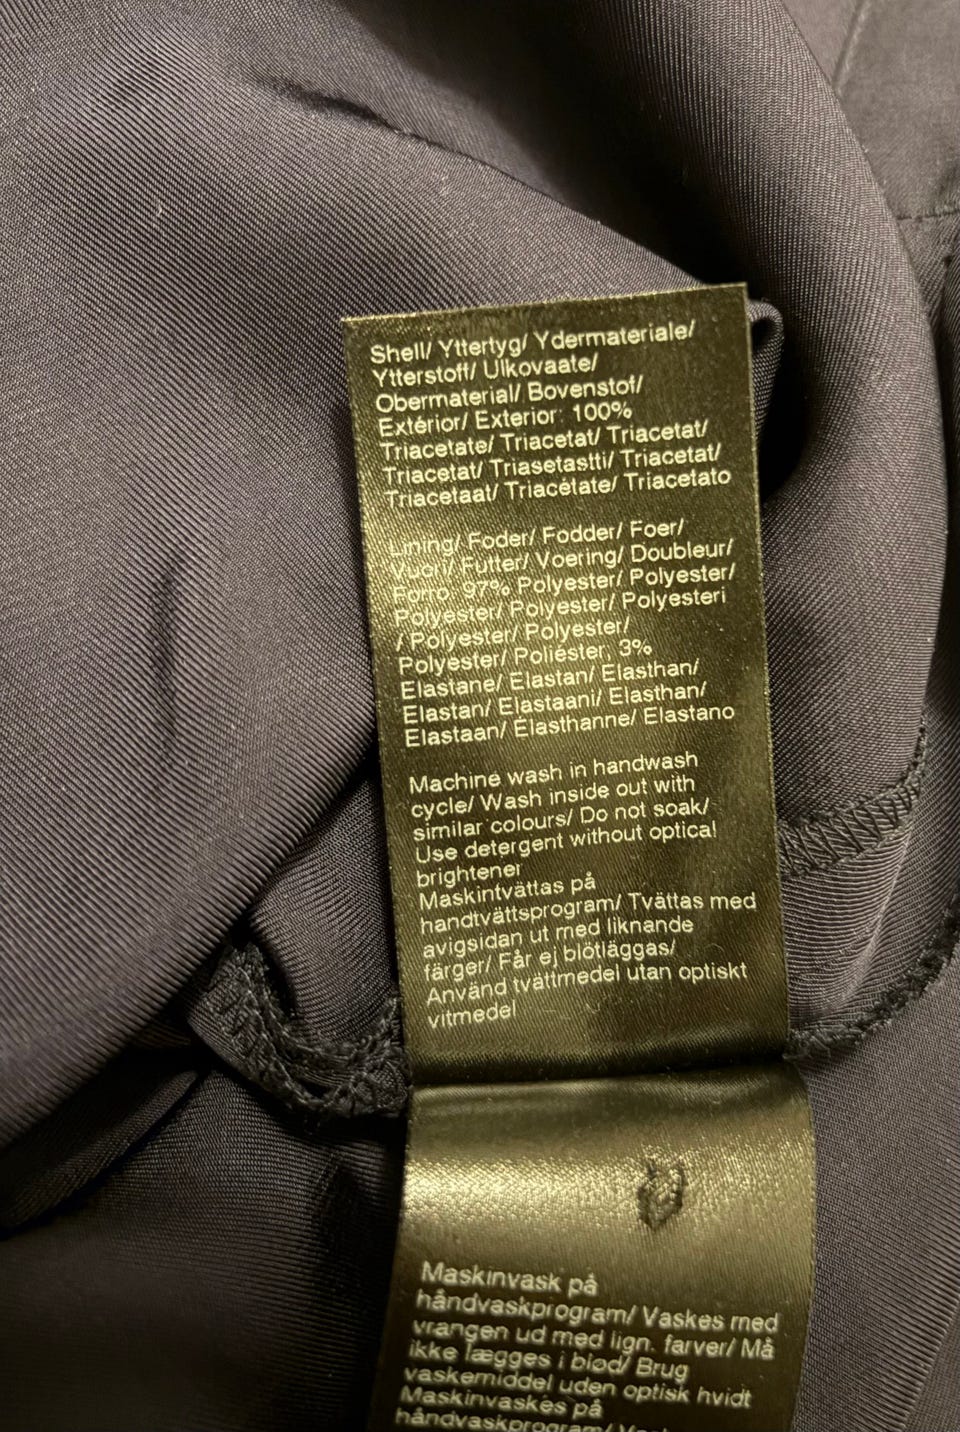 Shell/ Yttertyg/ Ydermateriale/
Ytterstoff/ Ulkovaate/
Obermaterial/ Bovenstof/
Extérior/ Exterior: 100%
Triacetate/ Triacetat/ Triacetat/
Triacetat/ Triasetastti/ Triacetat/
Triacetaat/ Triacétate/ Triacetato
Lining/ Foder/ Fodder/ Foer/
Vuori/ Futter/ Voering/ Doubleur/
Forro: 97% Polyester/ Polyester/
Polyester/ Polyester/ Polyesteri
/ Polyester/ Polyester/
Polyester/ Poliéster, 3%
Elastane/ Elastan/ Elasthan/
Elastan/ Elastaani/ Elasthan/
Elastaan/ Élasthanne/ Elastano
Machine wash in handwash
cycle/ Wash inside out with
similar colours/ Do not soak/
Use detergent without optical
brightener
Maskintvättas på
handtvättsprogram/ Tvättas med
avigsidan ut med liknande
färger/ Får ej blötläggas/
Använd tvättmedel utan optiskt
vitmedel
Maskinvask på
håndvaskprogram/ Vaskes med
vrangen ud med lign. farver/ Må
ikke lægges i blød/ Brug
vaskemiddel uden optisk hvidt
Maskinvaskes på
håndvaskprogram/